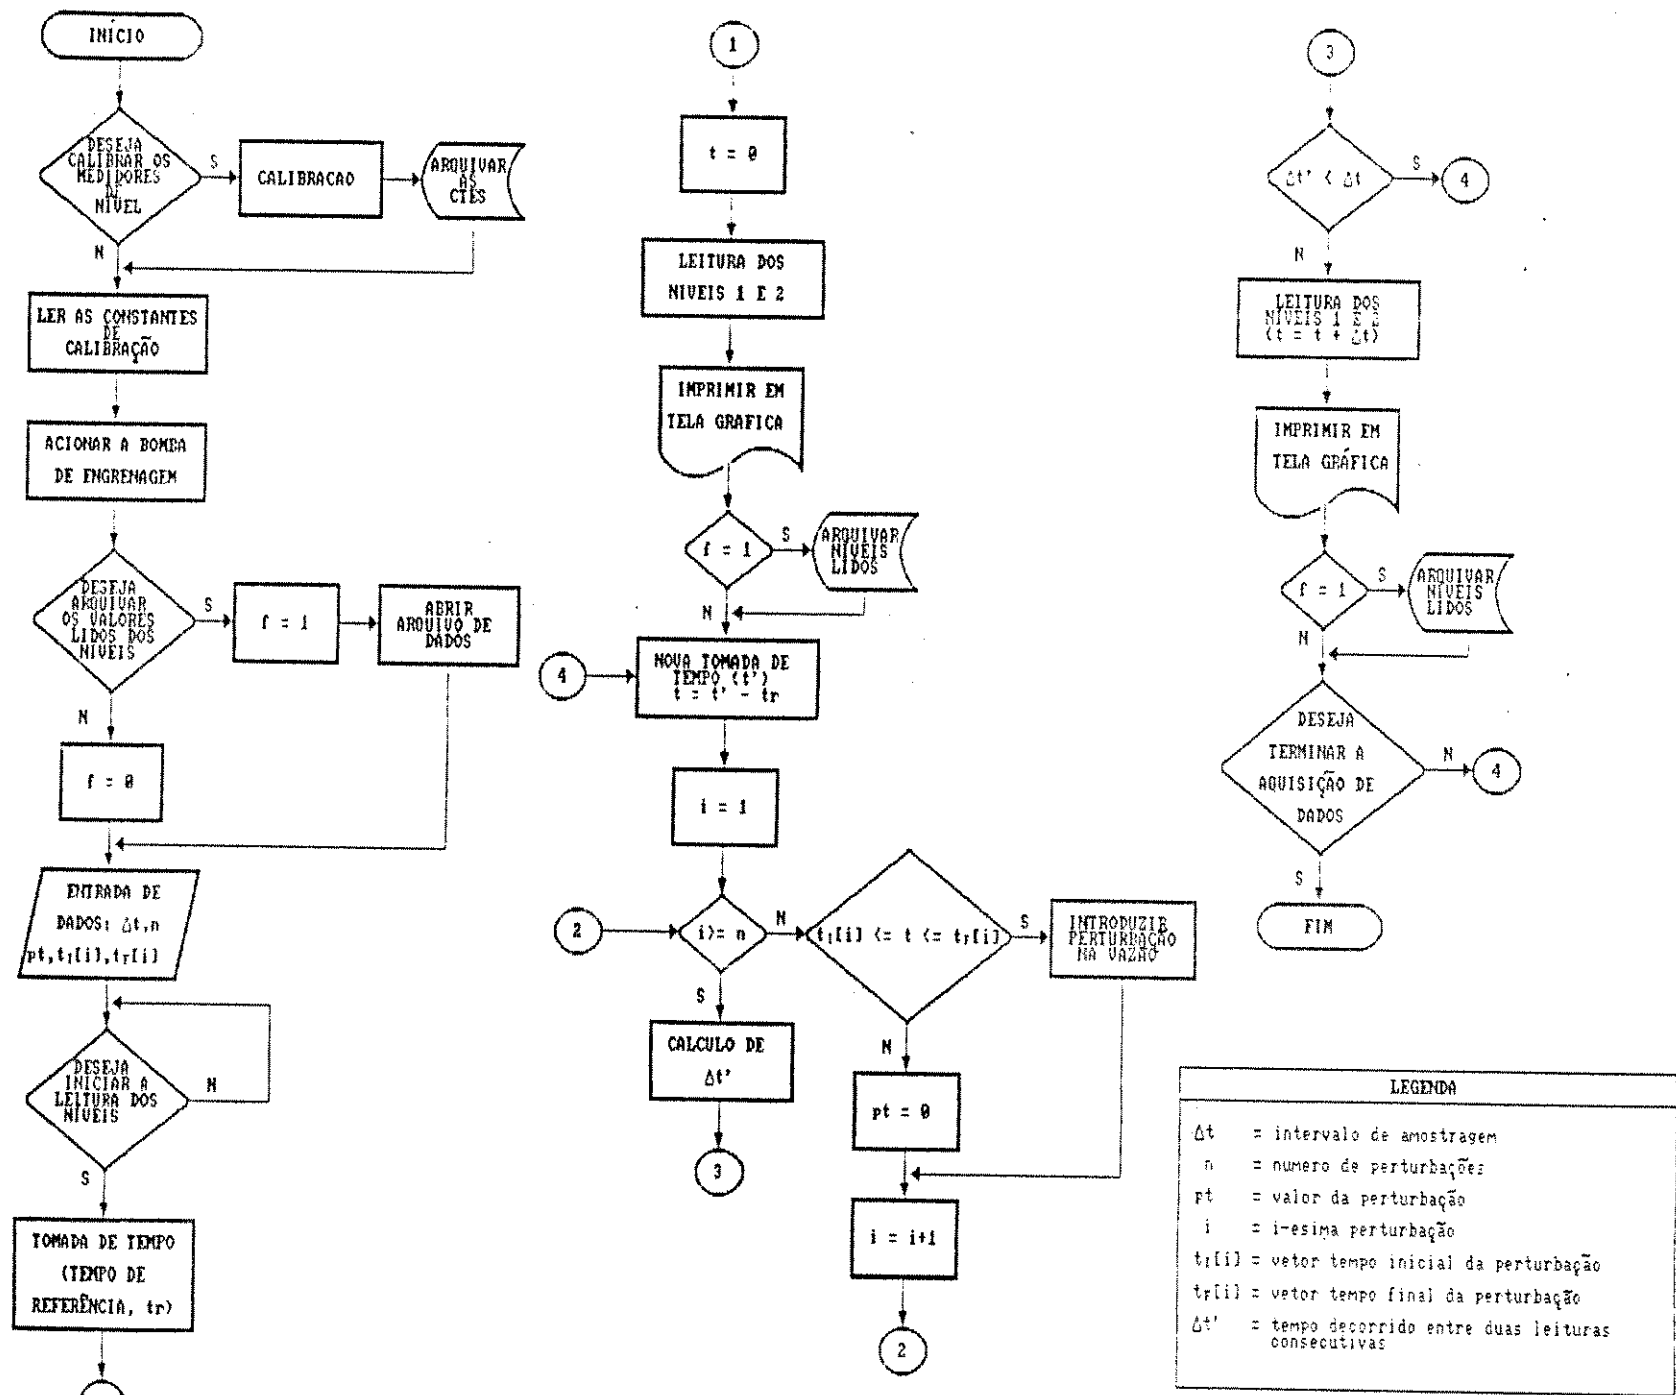 INÍCIO
DESEJA
CALIBRAR OS
MEDIDORES
DE
NÍVEL
S
CALIBRACAO
ARQUIVAR
AS
CTES
N
LER AS CONSTANTES
DE
CALIBRAÇÃO
ACIONAR A BOMBA
DE ENGRENAGEM
DESEJA
ARQUIVAR
OS VALORES
LIDOS DOS
NÍVEIS
S
f = 1
ABRIR
ARQUIVO DE
DADOS
N
f = 0
ENTRADA DE
DADOS: Δt,n
pt,tI[i],tF[i]
DESEJA
INICIAR A
LEITURA DOS
NÍVEIS
N
S
TOMADA DE TEMPO
(TEMPO DE
REFERÊNCIA, tr)
1
t = 0
LEITURA DOS
NIVEIS 1 E 2
IMPRIMIR EM
TELA GRAFICA
f = 1
S
ARQUIVAR
NÍVEIS
LIDOS
N
4
NOVA TOMADA DE
TEMPO (t')
t = t' - tr
i = 1
2
i>= n
N
tI[i] <= t <= tF[i]
S
INTRODUZIR
PERTURBAÇÃO
NA VAZÃO
S
CALCULO DE
Δt'
3
N
pt = 0
i = i+1
2
3
Δt' < Δt
S
4
N
LEITURA DOS
NÍVEIS 1 E 2
(t = t + Δt)
IMPRIMIR EM
TELA GRÁFICA
f = 1
S
ARQUIVAR
NÍVEIS
LIDOS
N
DESEJA
TERMINAR A
AQUISIÇÃO DE
DADOS
N
4
S
FIM
LEGENDA
Δt = intervalo de amostragem
n = numero de perturbações
pt = valor da perturbação
i = i-esima perturbação
tI[i] = vetor tempo inicial da perturbação
tF[i] = vetor tempo final da perturbação
Δt' = tempo decorrido entre duas leituras
consecutivas